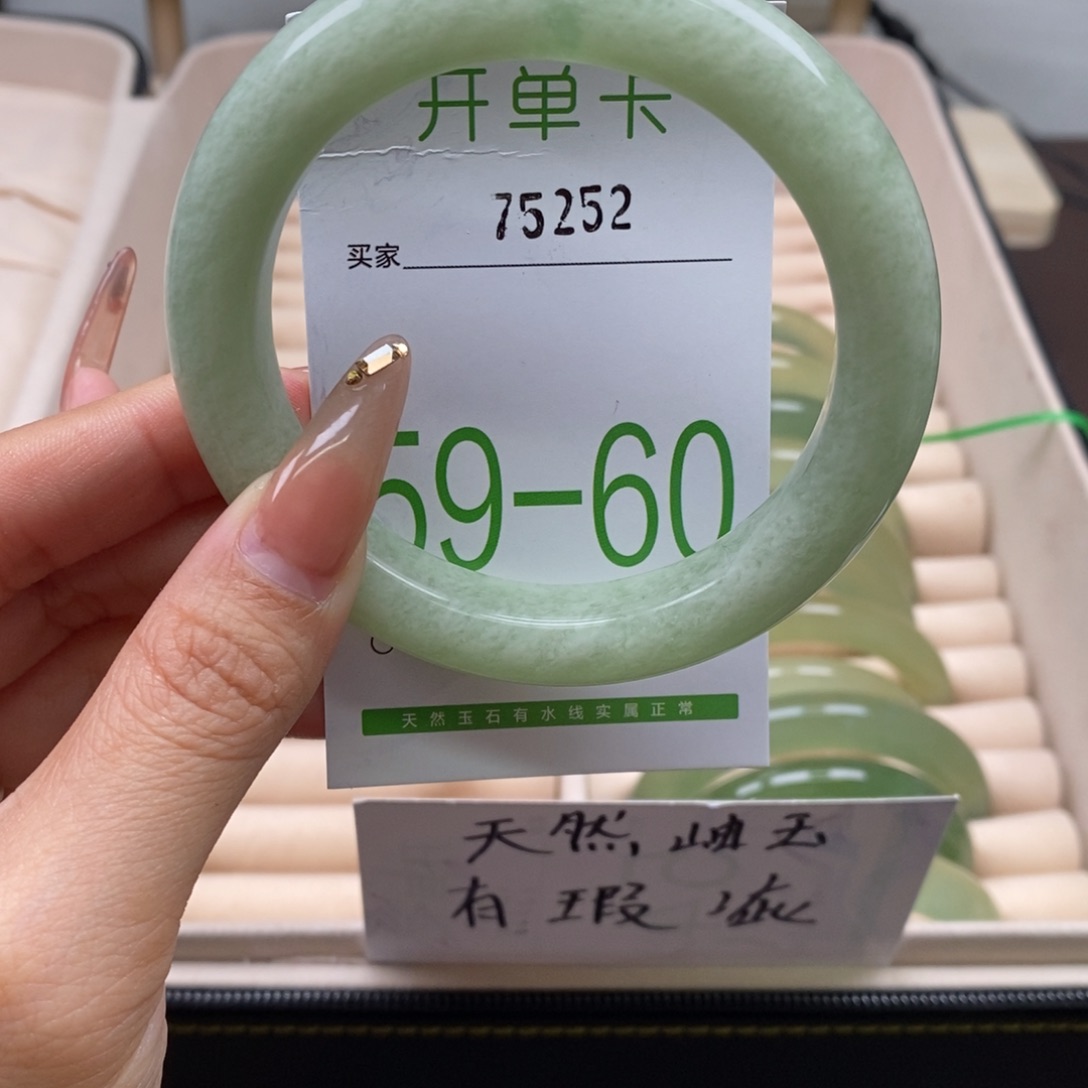 开单卡
75252
买家
59-60
天然玉石有水线实属正常
天然岫玉
有瑕疵